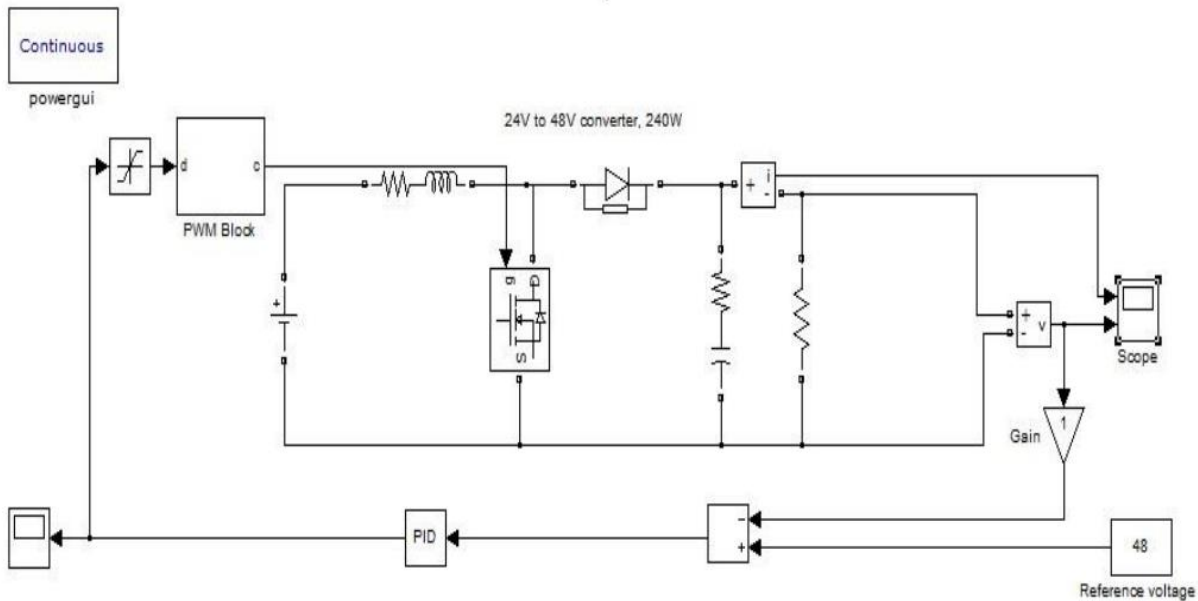 Continuous
powergui
24V to 48V converter, 240W
d
c
PWM Block
+
i
-
g
D
S
+
+
-
v
Scope
1
Gain
PID
-
+
48
Reference voltage